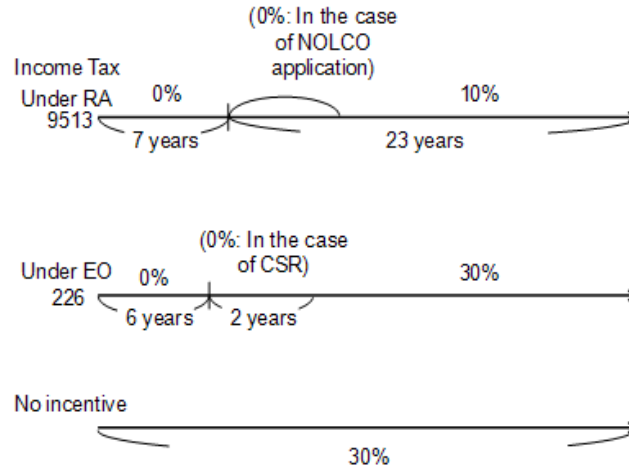 (0%: In the case
of NOLCO
application)
Income Tax
Under RA
9513
0%
10%
7 years
23 years
(0%: In the case
of CSR)
Under EO
226
0%
30%
6 years
2 years
No incentive
30%